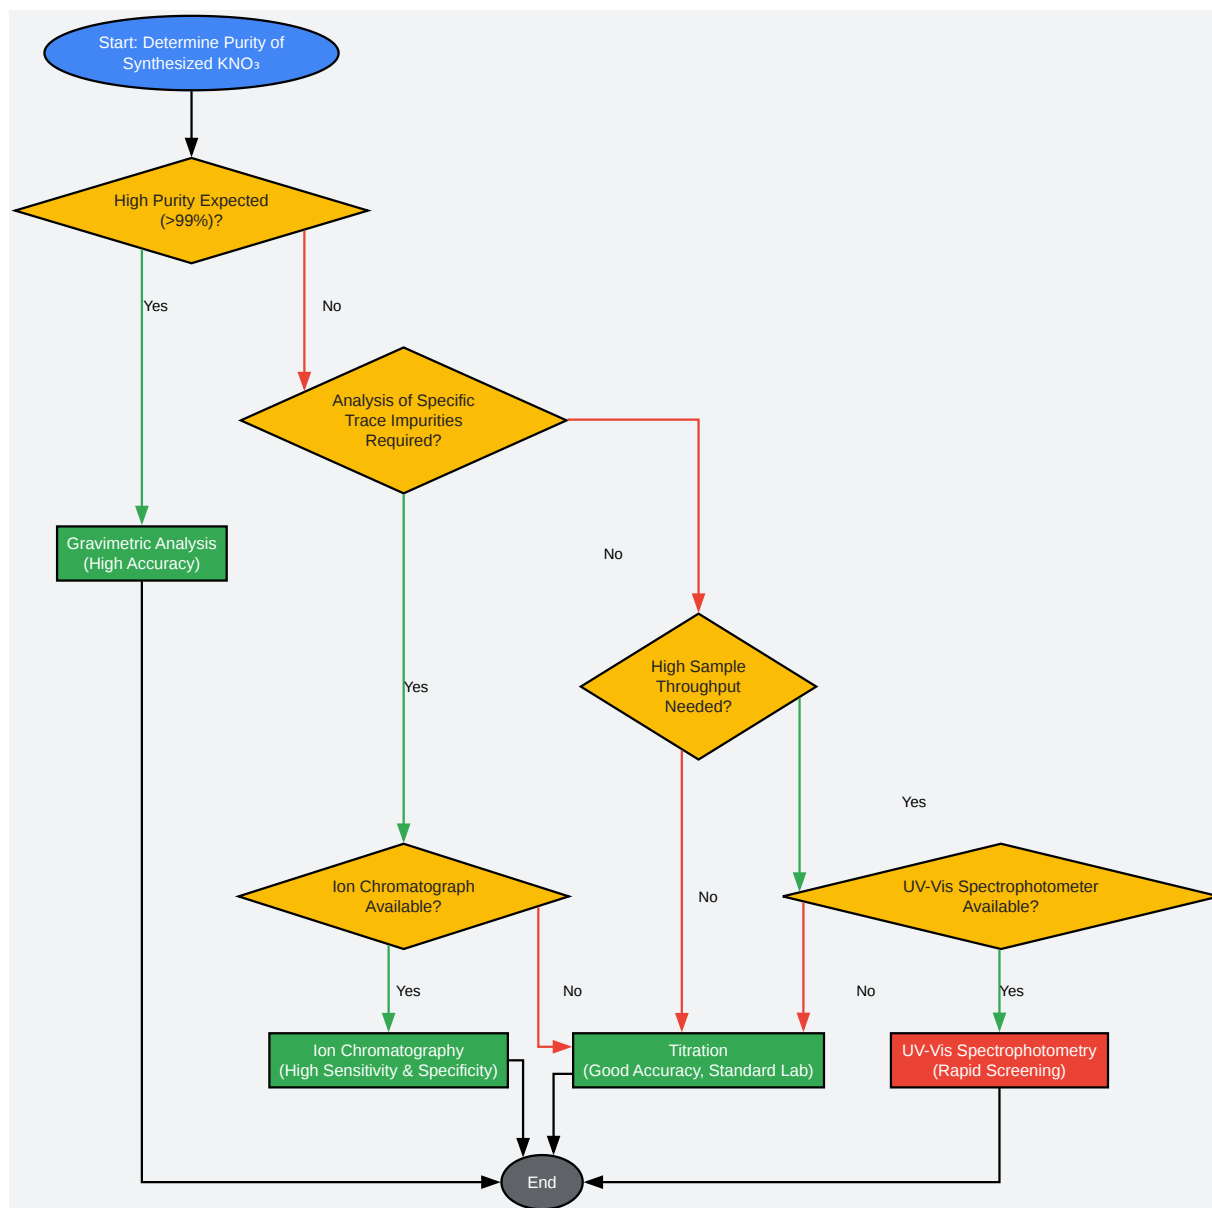 Start: Determine Purity of
Synthesized KNO₃
High Purity Expected
(>99%)?
Yes
No
Analysis of Specific
Trace Impurities
Required?
Gravimetric Analysis
(High Accuracy)
No
Yes
High Sample
Throughput
Needed?
Yes
Ion Chromatograph
Available?
No
UV-Vis Spectrophotometer
Available?
Yes
No
No
Yes
Ion Chromatography
(High Sensitivity & Specificity)
Titration
(Good Accuracy, Standard Lab)
UV-Vis Spectrophotometry
(Rapid Screening)
End